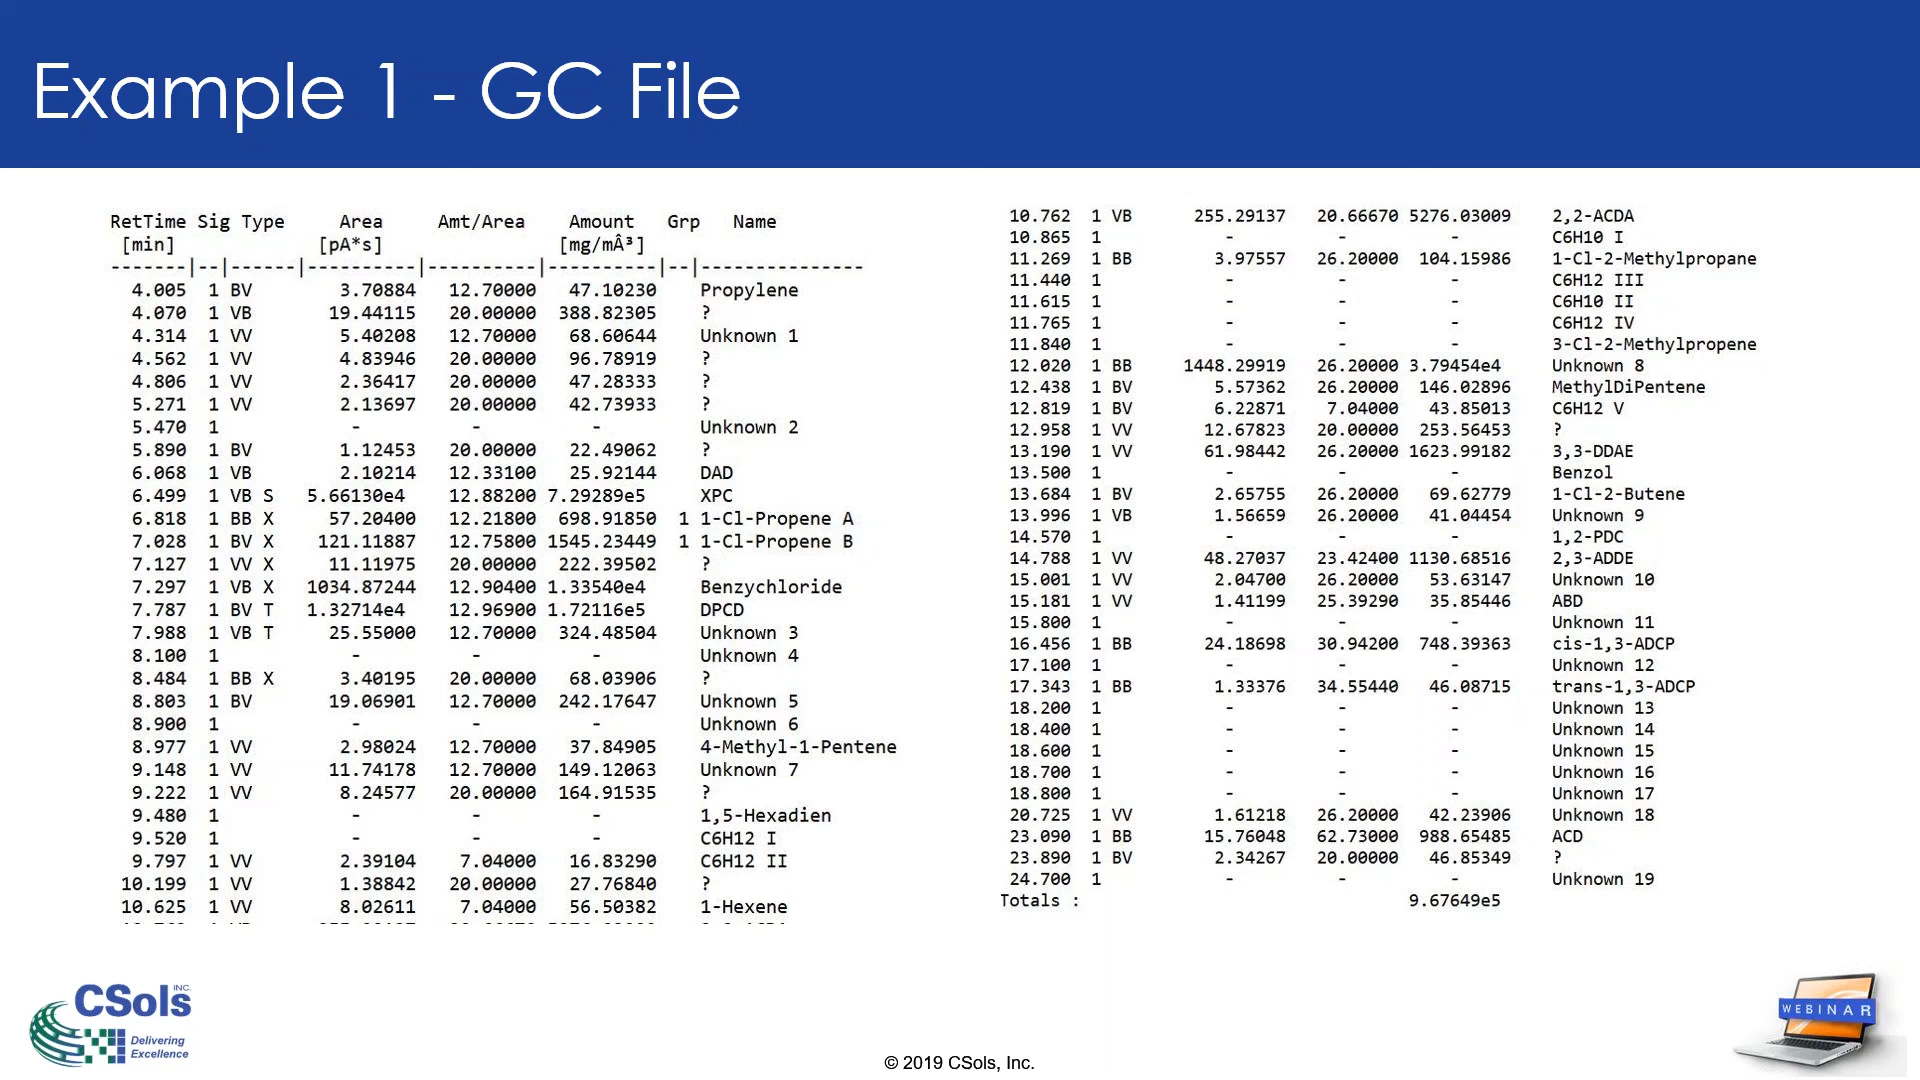 Example 1 - GC File
RetTime Sig Type Area Amt/Area Amount Grp Name
[min] [pA*s] [mg/mÂ³]
-------|--|------|----------|----------|----------|--|---------------
4.005 1 BV 3.70884 12.70000 47.10230 Propylene
4.070 1 VB 19.44115 20.00000 388.82305 ?
4.314 1 VV 5.40208 12.70000 68.60644 Unknown 1
4.562 1 VV 4.83946 20.00000 96.78919 ?
4.806 1 VV 2.36417 20.00000 47.28333 ?
5.271 1 VV 2.13697 20.00000 42.73933 ?
5.470 1 - - - Unknown 2
5.890 1 BV 1.12453 20.00000 22.49062 ?
6.068 1 VB 2.10214 12.33100 25.92144 DAD
6.499 1 VB S 5.66130e4 12.88200 7.29289e5 XPC
6.818 1 BB X 57.20400 12.21800 698.91850 1 1-Cl-Propene A
7.028 1 BV X 121.11887 12.75800 1545.23449 1 1-Cl-Propene B
7.127 1 VV X 11.11975 20.00000 222.39502 ?
7.297 1 VB X 1034.87244 12.90400 1.33540e4 Benzychloride
7.787 1 BV T 1.32714e4 12.96900 1.72116e5 DPCD
7.988 1 VB T 25.55000 12.70000 324.48504 Unknown 3
8.100 1 - - - Unknown 4
8.484 1 BB X 3.40195 20.00000 68.03906 ?
8.803 1 BV 19.06901 12.70000 242.17647 Unknown 5
8.900 1 - - - Unknown 6
8.977 1 VV 2.98024 12.70000 37.84905 4-Methyl-1-Pentene
9.148 1 VV 11.74178 12.70000 149.12063 Unknown 7
9.222 1 VV 8.24577 20.00000 164.91535 ?
9.480 1 - - - 1,5-Hexadien
9.520 1 - - - C6H12 I
9.797 1 VV 2.39104 7.04000 16.83290 C6H12 II
10.199 1 VV 1.38842 20.00000 27.76840 ?
10.625 1 VV 8.02611 7.04000 56.50382 1-Hexene
10.762 1 VB 255.29137 20.66670 5276.03009 2,2-ACDA
10.865 1 - - - C6H10 I
11.269 1 BB 3.97557 26.20000 104.15986 1-Cl-2-Methylpropane
11.440 1 - - - C6H12 III
11.615 1 - - - C6H10 II
11.765 1 - - - C6H12 IV
11.840 1 - - - 3-Cl-2-Methylpropene
12.020 1 BB 1448.29919 26.20000 3.79454e4 Unknown 8
12.438 1 BV 5.57362 26.20000 146.02896 MethylDiPentene
12.819 1 BV 6.22871 7.04000 43.85013 C6H12 V
12.958 1 VV 12.67823 20.00000 253.56453 ?
13.190 1 VV 61.98442 26.20000 1623.99182 3,3-DDAE
13.500 1 - - - Benzol
13.684 1 BV 2.65755 26.20000 69.62779 1-Cl-2-Butene
13.996 1 VB 1.56659 26.20000 41.04454 Unknown 9
14.570 1 - - - 1,2-PDC
14.788 1 VV 48.27037 23.42400 1130.68516 2,3-ADDE
15.001 1 VV 2.04700 26.20000 53.63147 Unknown 10
15.181 1 VV 1.41199 25.39290 35.85446 ABD
15.800 1 - - - Unknown 11
16.456 1 BB 24.18698 30.94200 748.39363 cis-1,3-ADCP
17.100 1 - - - Unknown 12
17.343 1 BB 1.33376 34.55440 46.08715 trans-1,3-ADCP
18.200 1 - - - Unknown 13
18.400 1 - - - Unknown 14
18.600 1 - - - Unknown 15
18.700 1 - - - Unknown 16
18.800 1 - - - Unknown 17
20.725 1 VV 1.61218 26.20000 42.23906 Unknown 18
23.090 1 BB 15.76048 62.73000 988.65485 ACD
23.890 1 BV 2.34267 20.00000 46.85349 ?
24.700 1 - - - Unknown 19
Totals : 9.67649e5
CSols INC.
Delivering
Excellence
© 2019 CSols, Inc.
WEBINAR